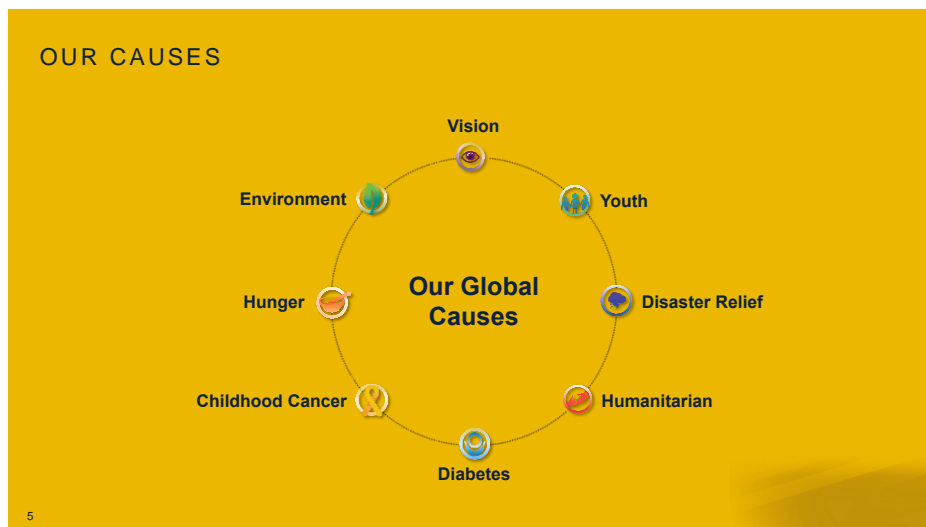 OUR CAUSES
Vision
Environment
Youth
Hunger
Our Global
Causes
Disaster Relief
Childhood Cancer
Humanitarian
Diabetes
5